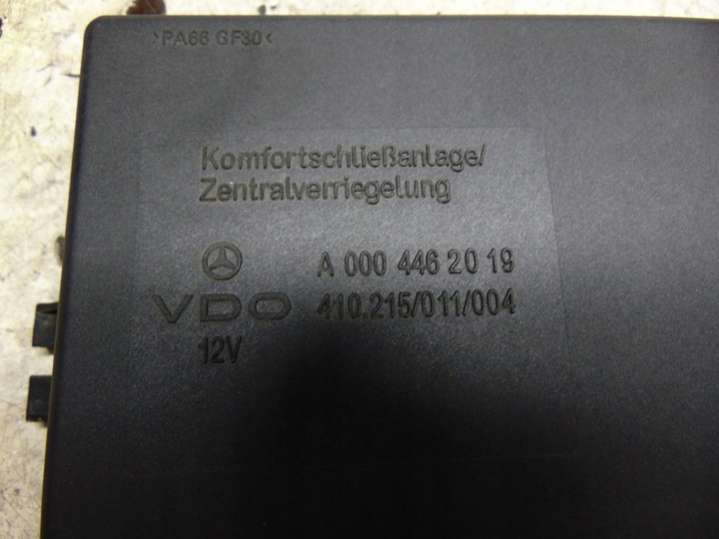 >PA66 GF30<
Komfortschließanlage/
Zentralverriegelung
A 000 446 20 19
VDO 410.215/011/004
12V